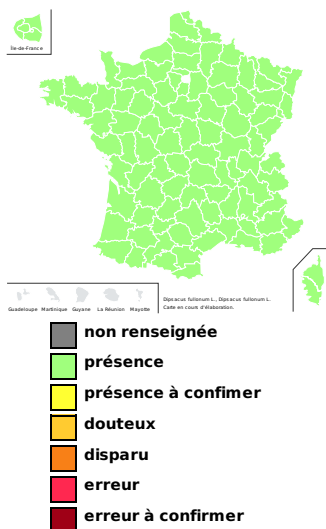 Île-de-France
Guadeloupe Martinique Guyane La Réunion Mayotte
Dipsacus fullonum L., Dipsacus fullonum L.
Carte en cours d'élaboration.
non renseignée
présence
présence à confimer
douteux
disparu
erreur
erreur à confirmer